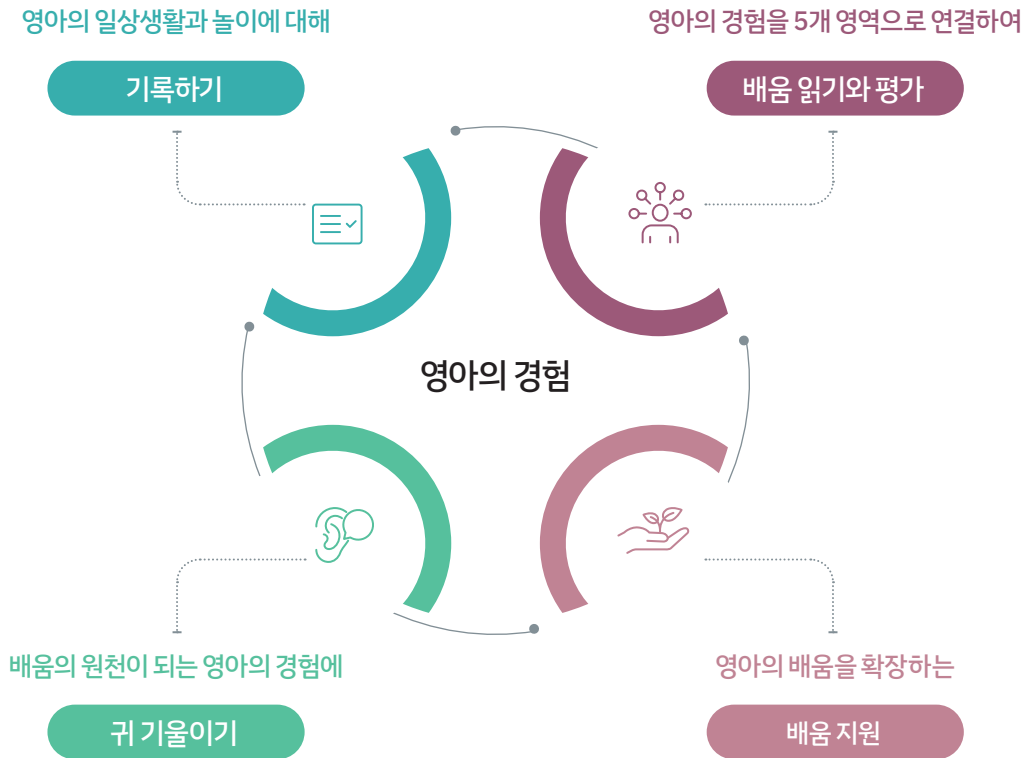 영아의 일상생활과 놀이에 대해
기록하기
영아의 경험을 5개 영역으로 연결하여
배움 읽기와 평가
영아의 경험
배움의 원천이 되는 영아의 경험에
귀 기울이기
영아의 배움을 확장하는
배움 지원